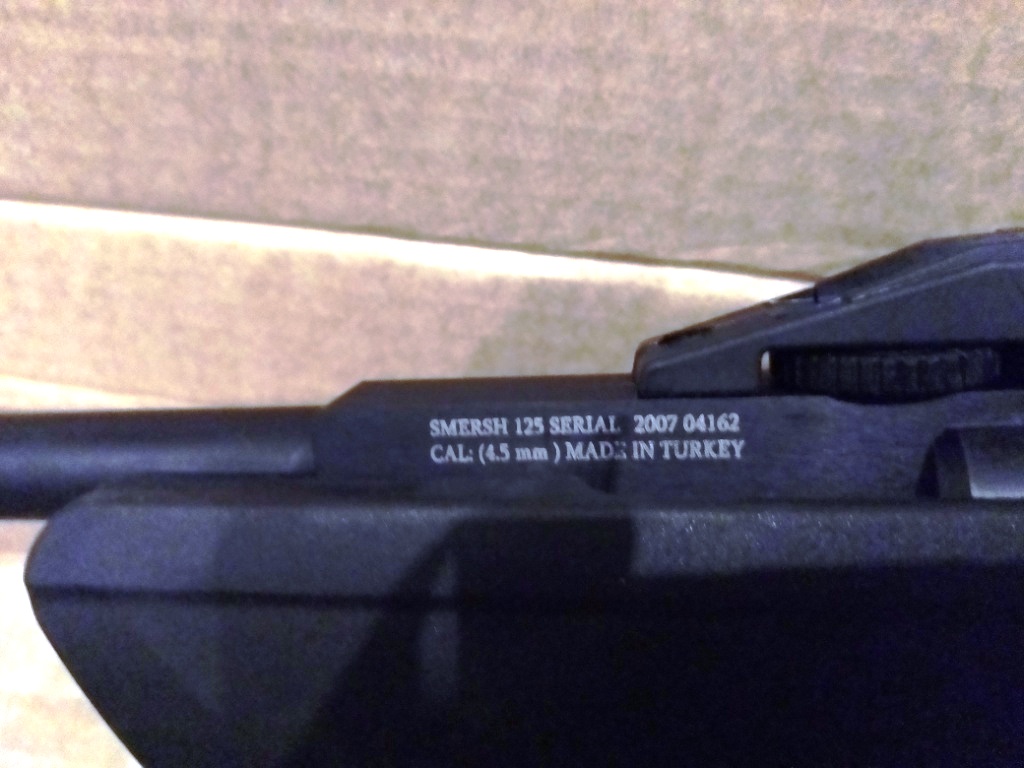 SMERSH 125 SERIAL 2007 04162
CAL: (4.5 mm ) MADE IN TURKEY